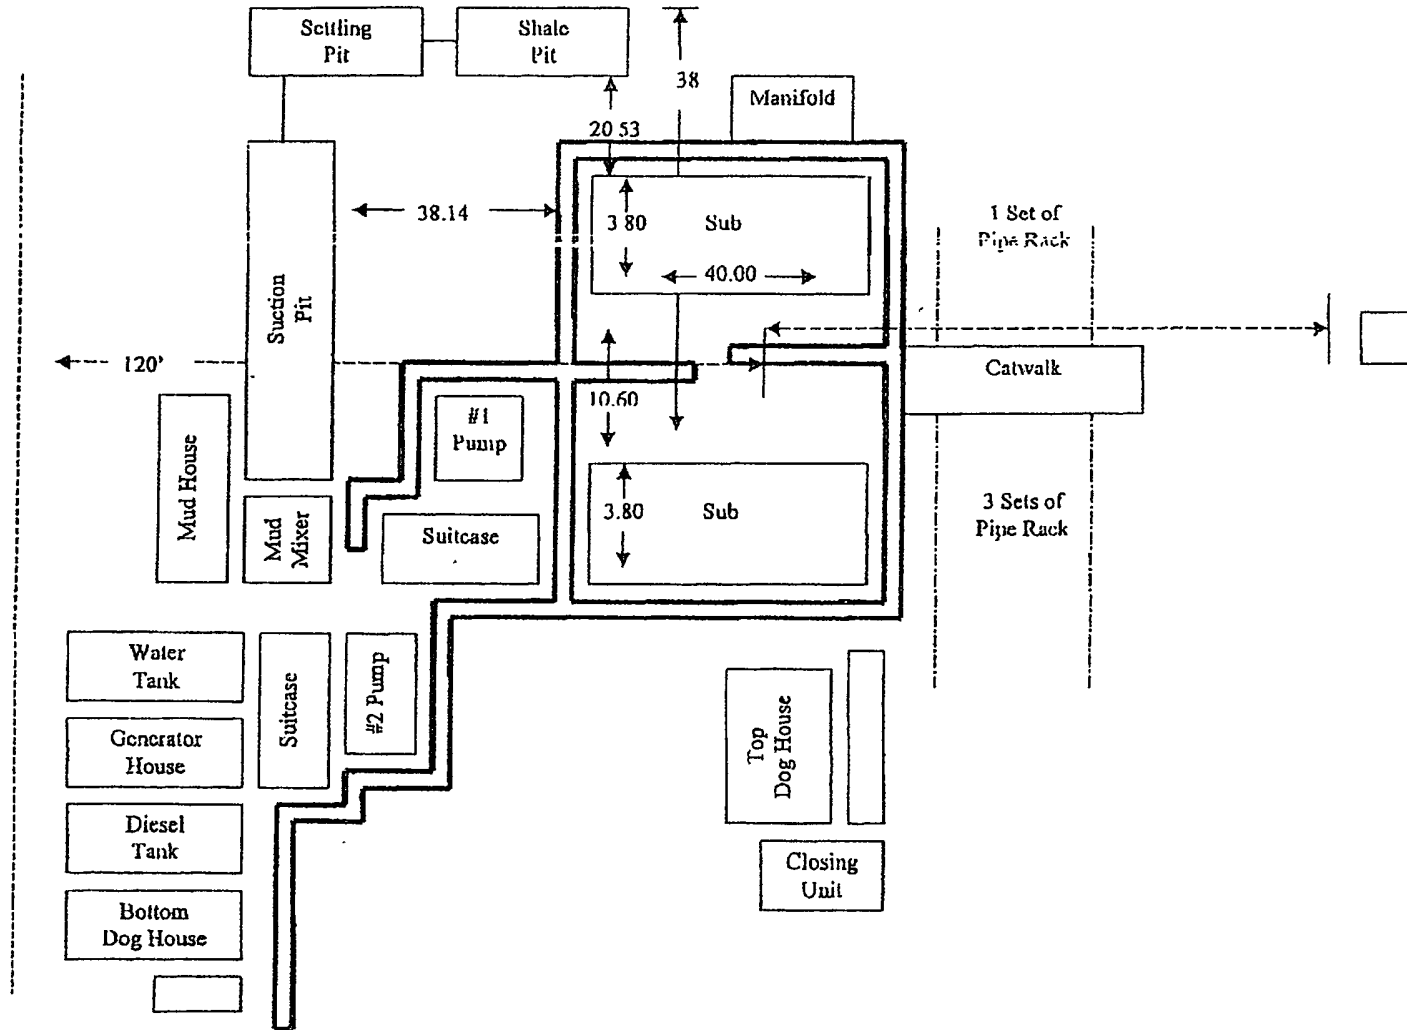 Settling
Pit
Shale
Pit
38
Manifold
20 53
38.14
3 80
Sub
1 Set of
Pipe Rack
40.00
Suction
Pit
120'
Catwalk
10.60
#1
Pump
Mud House
Mud
Mixer
Suitcase
3.80
Sub
3 Sets of
Pipe Rack
Water
Tank
Suitcase
#2 Pump
Generator
House
Top
Dog House
Diesel
Tank
Closing
Unit
Bottom
Dog House